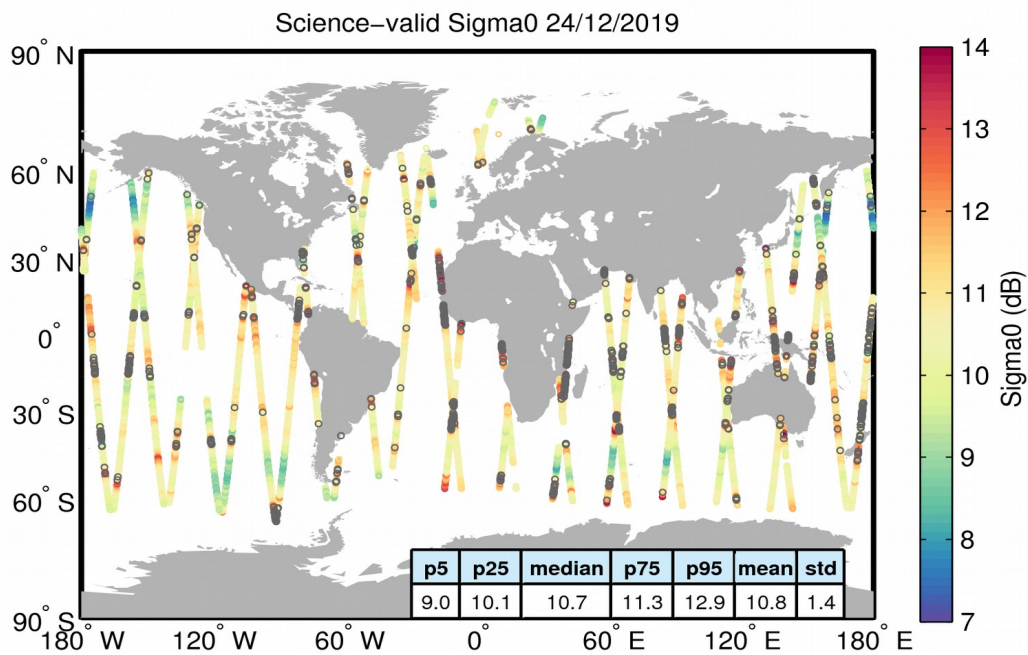 Science-valid Sigma0 24/12/2019
90° N
60° N
30° N
0°
30° S
60° S
90° S
180° W
120° W
60° W
0°
60° E
120° E
180° E
14
13
12
11
10
9
8
7
Sigma0 (dB)
p5 p25 median p75 p95 mean std
9.0 10.1 10.7 11.3 12.9 10.8 1.4